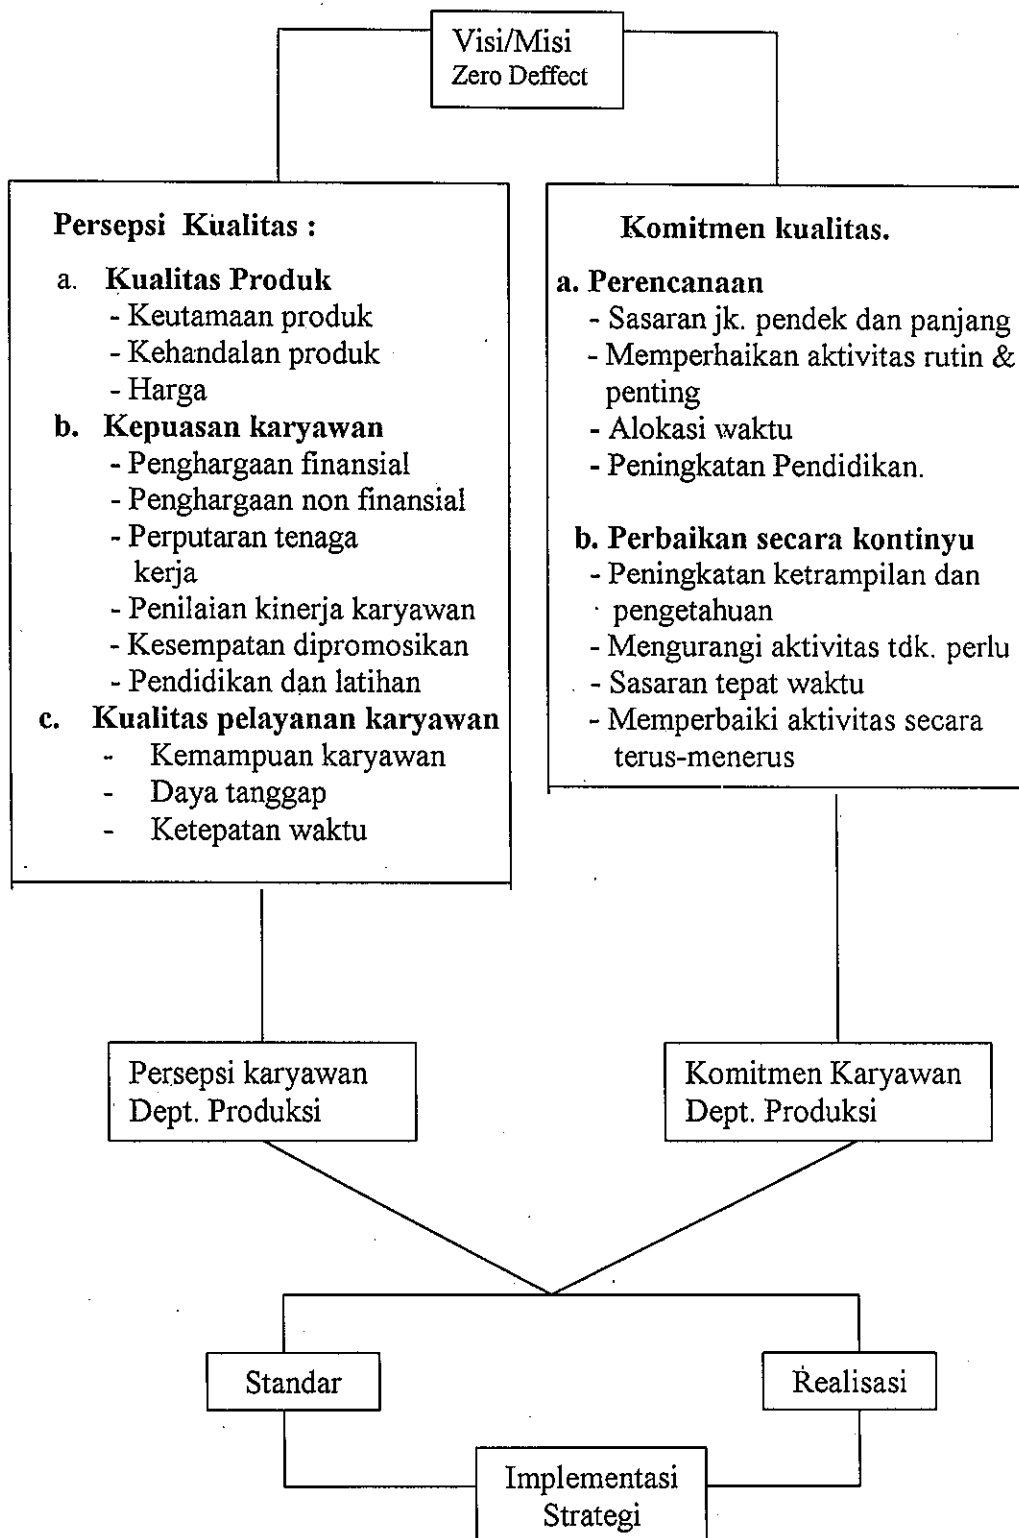 Visi/Misi
Zero Deffect
Persepsi Kualitas :
a. Kualitas Produk
- Keutamaan produk
- Kehandalan produk
- Harga
b. Kepuasan karyawan
- Penghargaan finansial
- Penghargaan non finansial
- Perputaran tenaga
kerja
- Penilaian kinerja karyawan
- Kesempatan dipromosikan
- Pendidikan dan latihan
c. Kualitas pelayanan karyawan
- Kemampuan karyawan
- Daya tanggap
- Ketepatan waktu
Komitmen kualitas.
a. Perencanaan
- Sasaran jk. pendek dan panjang
- Memperhaikan aktivitas rutin &
penting
- Alokasi waktu
- Peningkatan Pendidikan.
b. Perbaikan secara kontinyu
- Peningkatan ketrampilan dan
pengetahuan
- Mengurangi aktivitas tdk. perlu
- Sasaran tepat waktu
- Memperbaiki aktivitas secara
terus-menerus
Persepsi karyawan
Dept. Produksi
Komitmen Karyawan
Dept. Produksi
Standar
Realisasi
Implementasi
Strategi